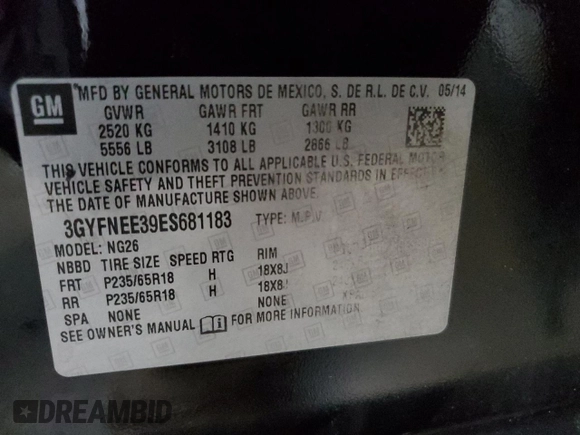 GM
MFD BY GENERAL MOTORS DE MEXICO, S. DE R.L. DE C.V. 05/14
GVWR GAWR FRT GAWR RR
2520 KG 1410 KG 1300 KG
5556 LB 3108 LB 2866 LB
THIS VEHICLE CONFORMS TO ALL APPLICABLE U.S. FEDERAL MOTOR
VEHICLE SAFETY AND THEFT PREVENTION STANDARDS IN EFFECT ON
THE DATE OF MANUFACTURE SHOWN ABOVE.
3GYFNEE39ES681183 TYPE: M.P.V
MODEL: NG26
NBBD TIRE SIZE SPEED RTG RIM
FRT P235/65R18 H 18X8J
RR P235/65R18 H 18X8J
SPA NONE NONE
SEE OWNER'S MANUAL FOR MORE INFORMATION.
DREAMBID